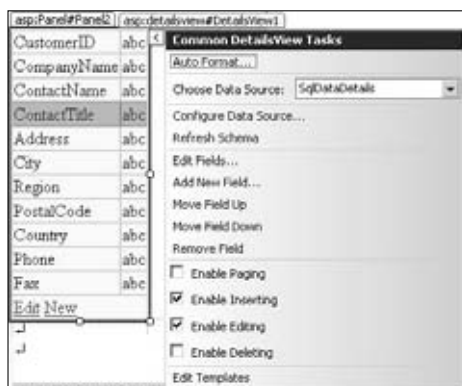 asp:Panel#Panel2 asp:detailsview#DetailsView1
CustomerID abc
CompanyName abc
ContactName abc
ContactTitle abc
Address abc
City abc
Region abc
PostalCode abc
Country abc
Phone abc
Fax abc
Edit New
Common DetailsView Tasks
Auto Format...
Choose Data Source: SqlDataDetails
Configure Data Source...
Refresh Schema
Edit Fields...
Add New Field...
Move Field Up
Move Field Down
Remove Field
Enable Paging
Enable Inserting
Enable Editing
Enable Deleting
Edit Templates